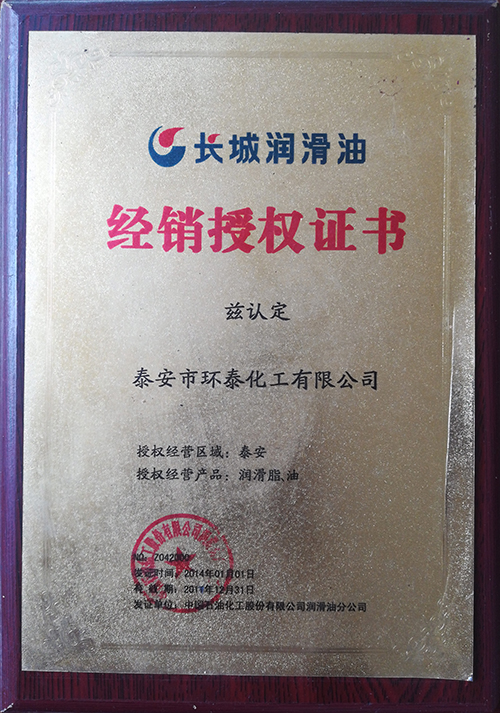 长城润滑油
经销授权证书
兹认定
泰安市环泰化工有限公司
授权经营区域：泰安
授权经营产品：润滑脂、油
NO：Z042000
发证时间：2014年01月01日
有 效 期：2017年12月31日
发证单位：中国石油化工股份有限公司润滑油分公司